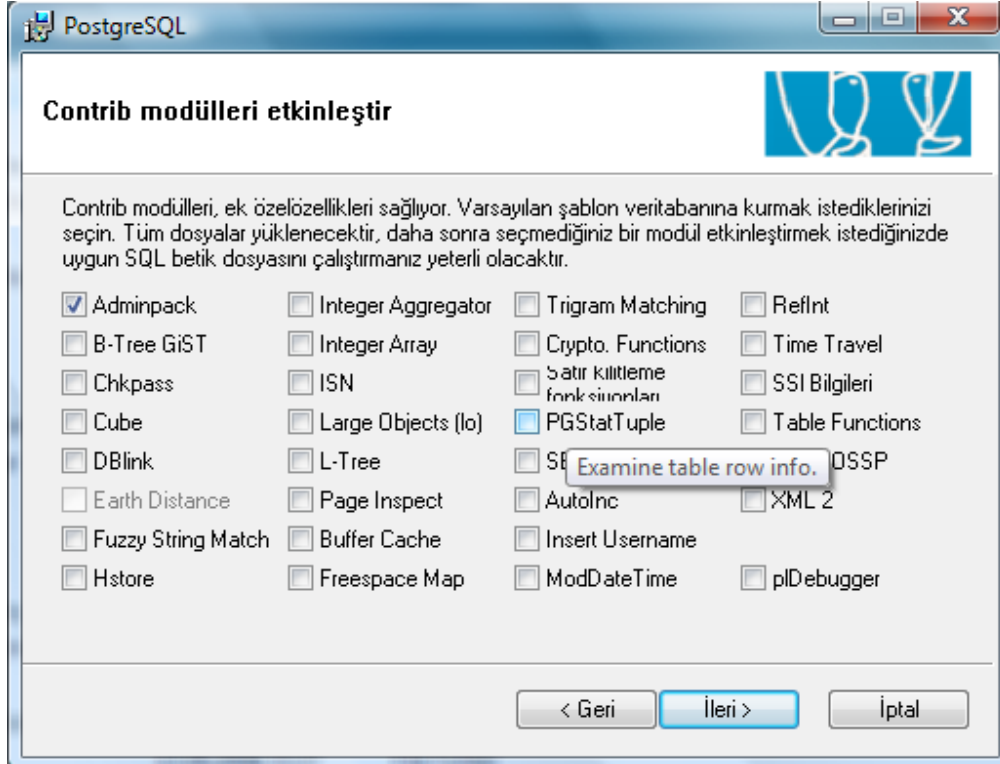 PostgreSQL
Contrib modülleri etkinleştir
Contrib modülleri, ek özelözellikleri sağlıyor. Varsayılan şablon veritabanına kurmak istediklerinizi
seçin. Tüm dosyalar yüklenecektir, daha sonra seçmediğiniz bir modül etkinleştirmek istediğinizde
uygun SQL betik dosyasını çalıştırmanız yeterli olacaktır.
Adminpack Integer Aggregator Trigram Matching RefInt
B-Tree GiST Integer Array Crypto. Functions Time Travel
Chkpass ISN Satır kilitleme SSl Bilgileri
fonksiyonları
Cube Large Objects (lo) PGStatTuple Table Functions
DBlink L-Tree Examine table row info. OSSP
Earth Distance Page Inspect AutoInc XML 2
Fuzzy String Match Buffer Cache Insert Username
Hstore Freespace Map ModDateTime plDebugger
< Geri İleri > İptal